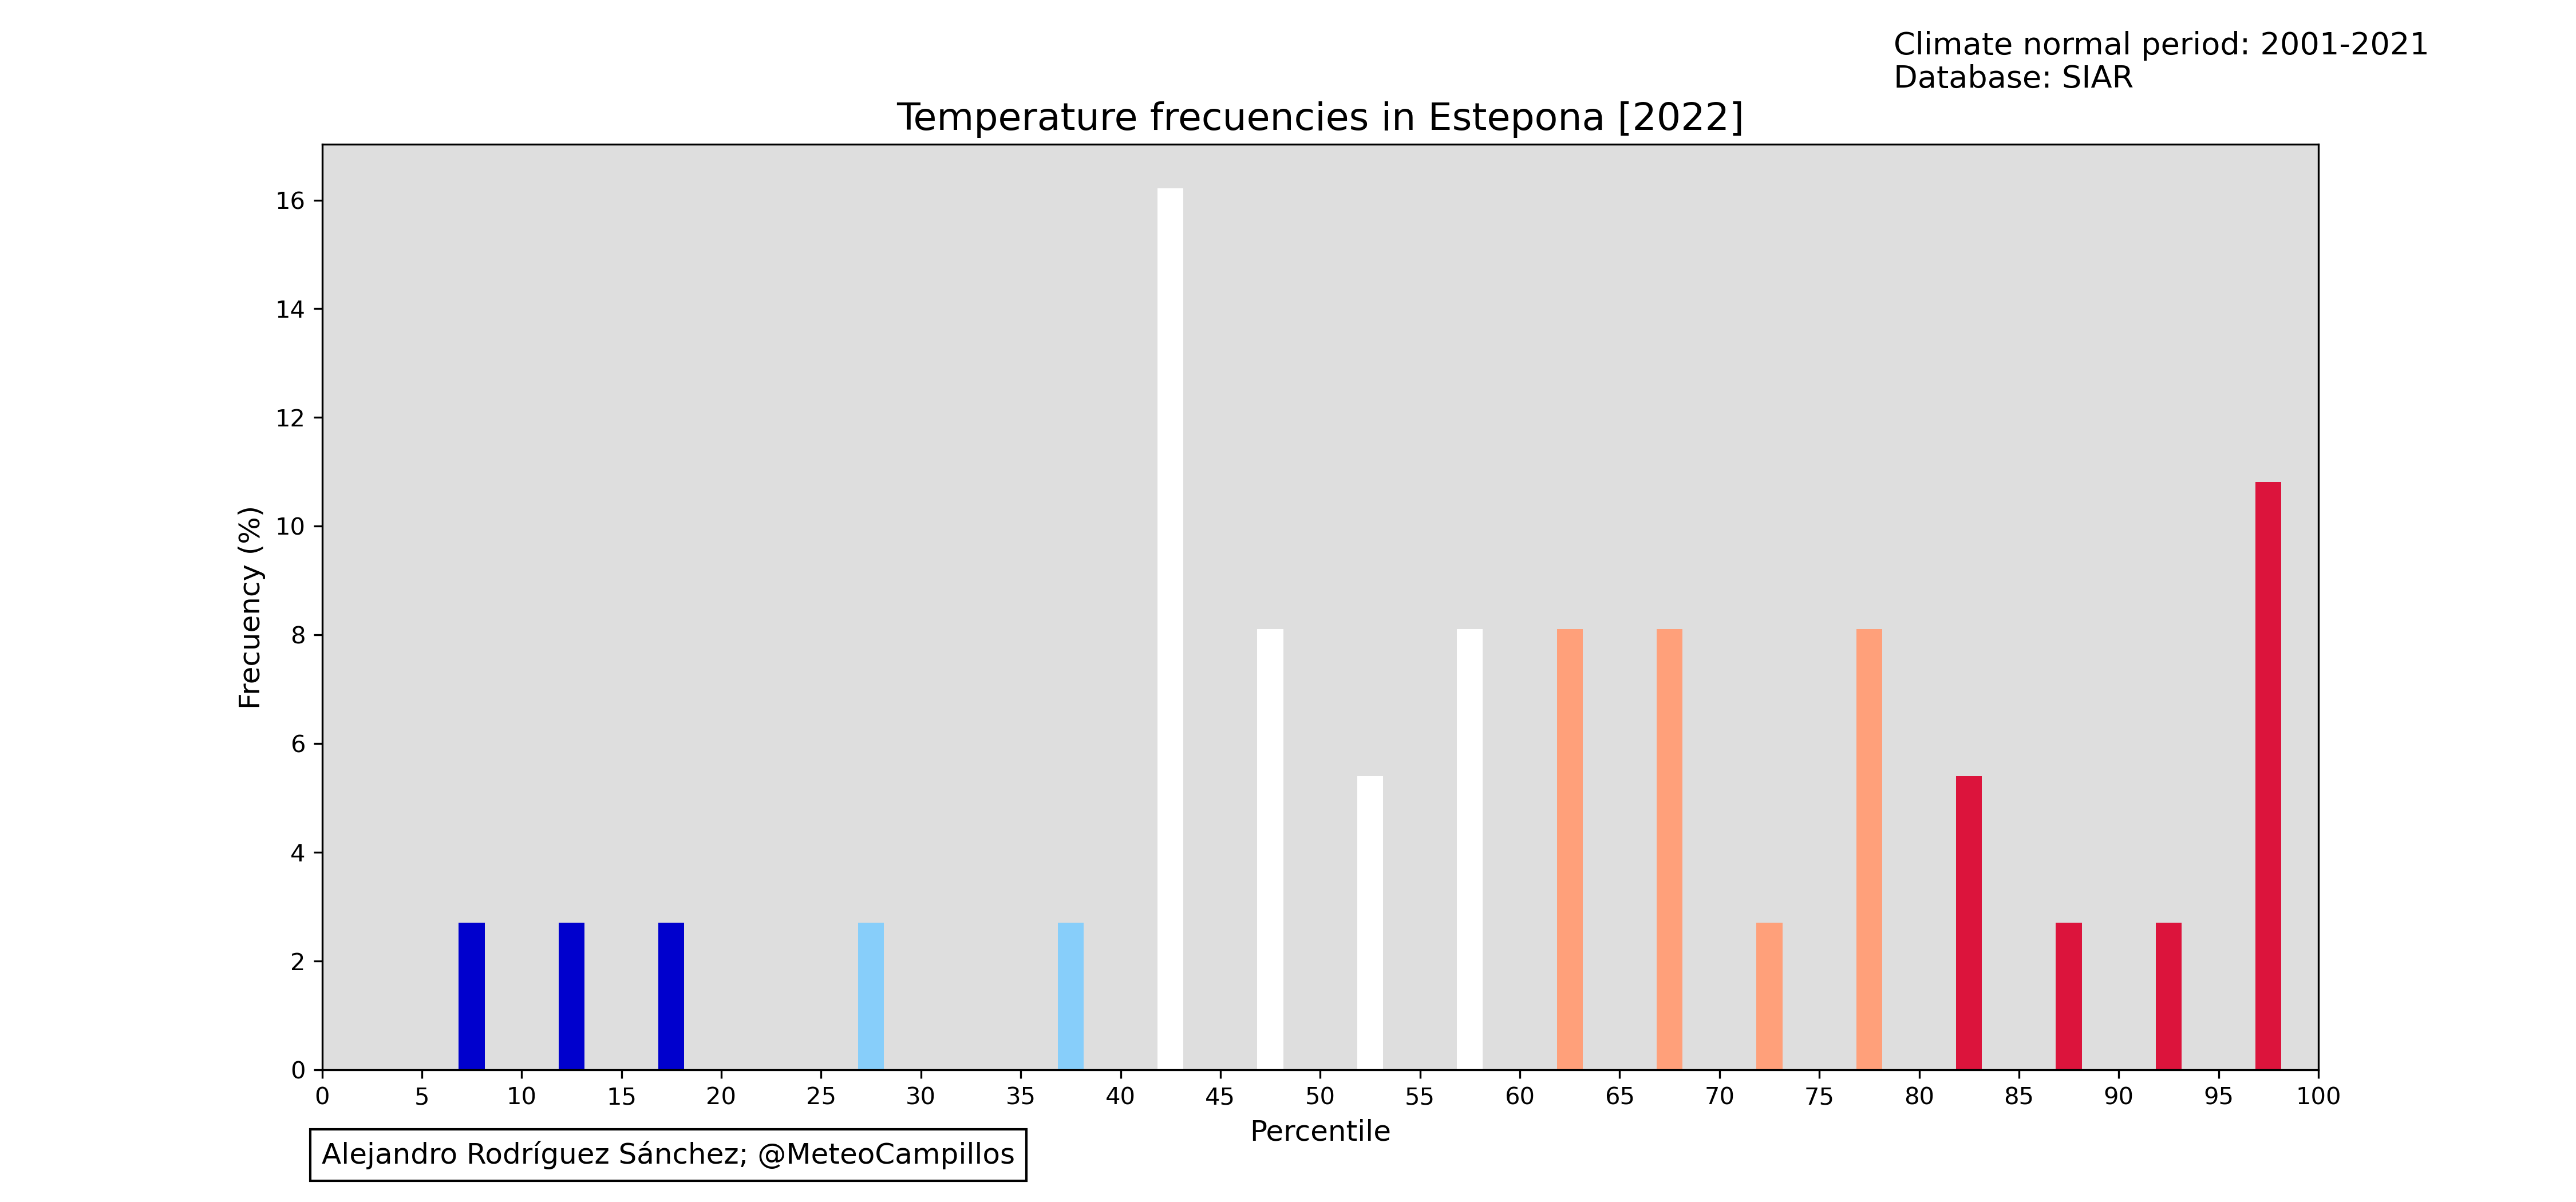 Climate normal period: 2001-2021
Database: SIAR
Temperature frecuencies in Estepona [2022]
Frecuency (%)
16
14
12
10
8
6
4
2
0
0 5 10 15 20 25 30 35 40 45 50 55 60 65 70 75 80 85 90 95 100
Percentile
Alejandro Rodríguez Sánchez; @MeteoCampillos